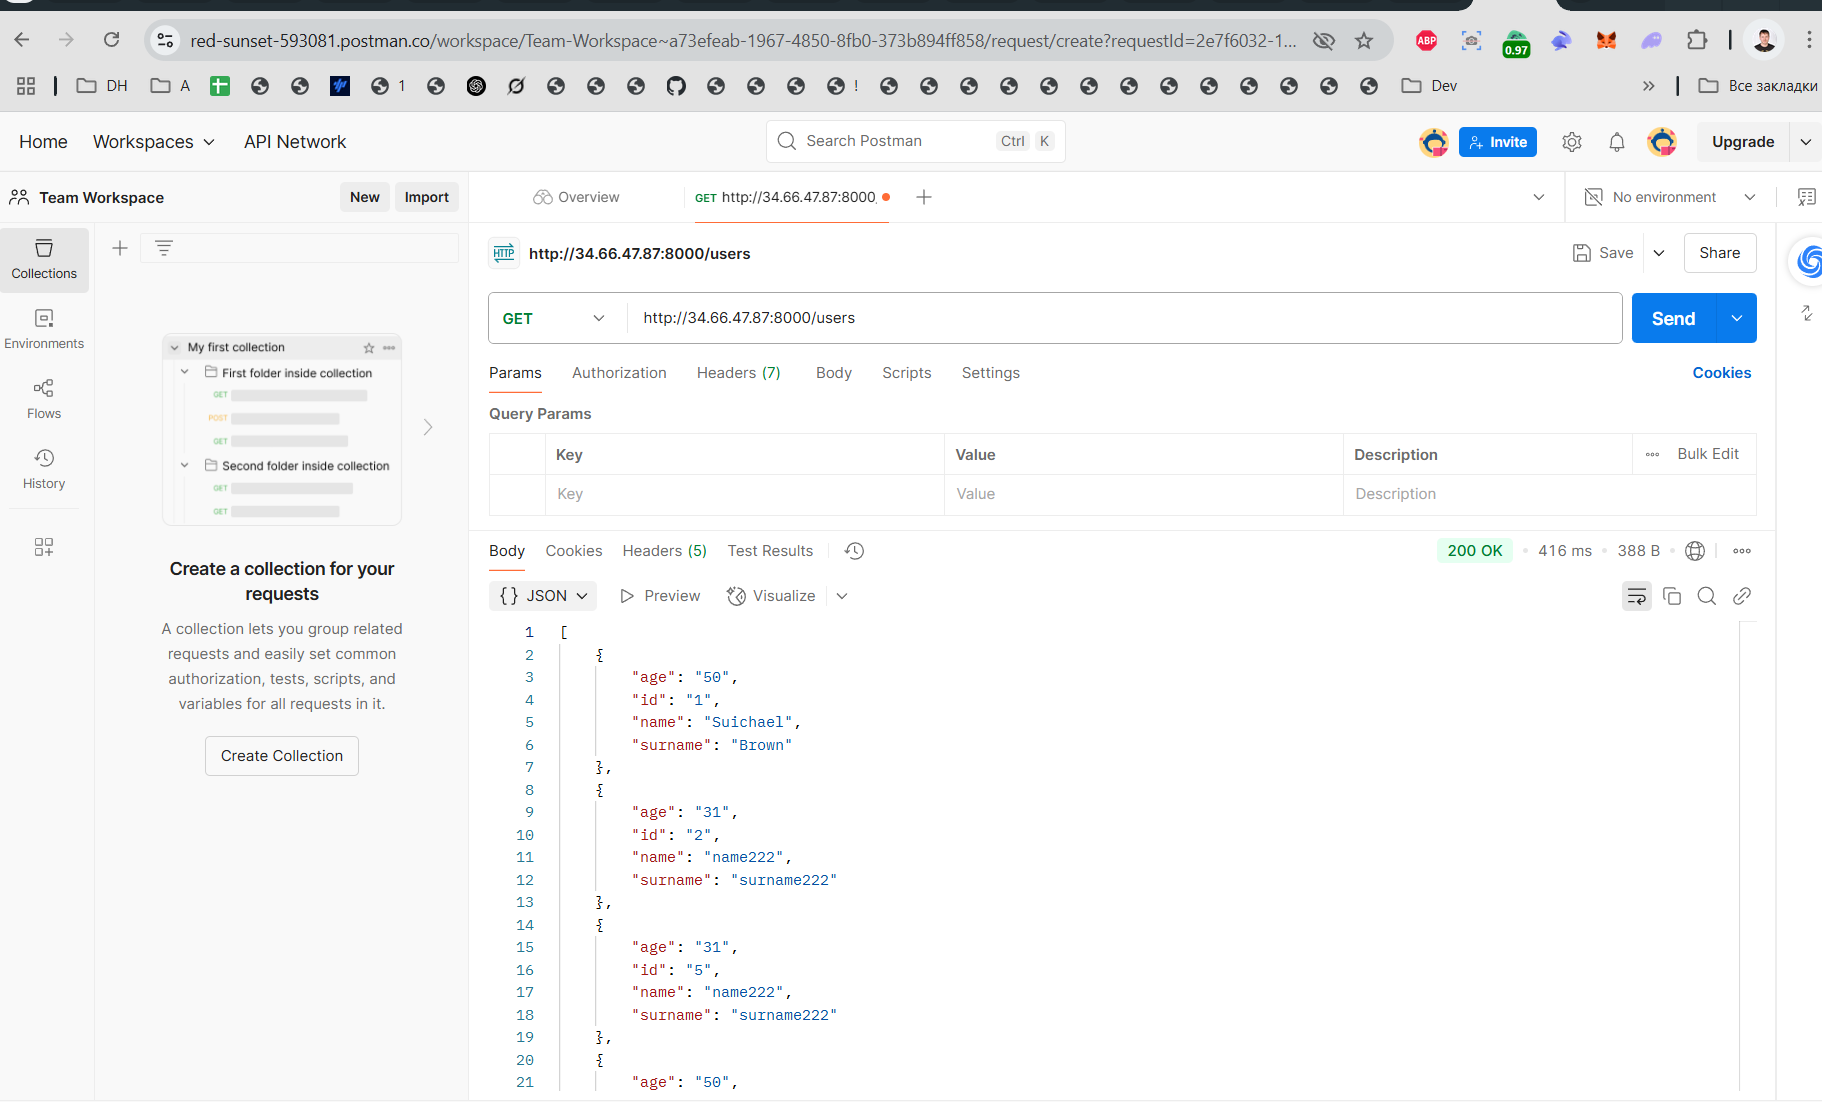 red-sunset-593081.postman.co/workspace/Team-Workspace~a73efeab-1967-4850-8fb0-373b894ff858/request/create?requestId=2e7f6032-1...
ABP
0.97
DH
A
1
!
Dev
Все закладки
Home
Workspaces
API Network
Search Postman
Ctrl K
Invite
Upgrade
Team Workspace
New
Import
Overview
GET http://34.66.47.87:8000
No environment
Collections
Environments
Flows
History
My first collection
First folder inside collection
GET
POST
GET
Second folder inside collection
GET
GET
Create a collection for your
requests
A collection lets you group related
requests and easily set common
authorization, tests, scripts, and
variables for all requests in it.
Create Collection
HTTP http://34.66.47.87:8000/users
Save
Share
GET
http://34.66.47.87:8000/users
Send
Params
Authorization
Headers (7)
Body
Scripts
Settings
Cookies
Query Params
Key Value Description Bulk Edit
Key Value Description
Body
Cookies
Headers (5)
Test Results
200 OK
416 ms
388 B
{} JSON
Preview
Visualize
1 [
2 {
3 "age": "50",
4 "id": "1",
5 "name": "Suichael",
6 "surname": "Brown"
7 },
8 {
9 "age": "31",
10 "id": "2",
11 "name": "name222",
12 "surname": "surname222"
13 },
14 {
15 "age": "31",
16 "id": "5",
17 "name": "name222",
18 "surname": "surname222"
19 },
20 {
21 "age": "50",